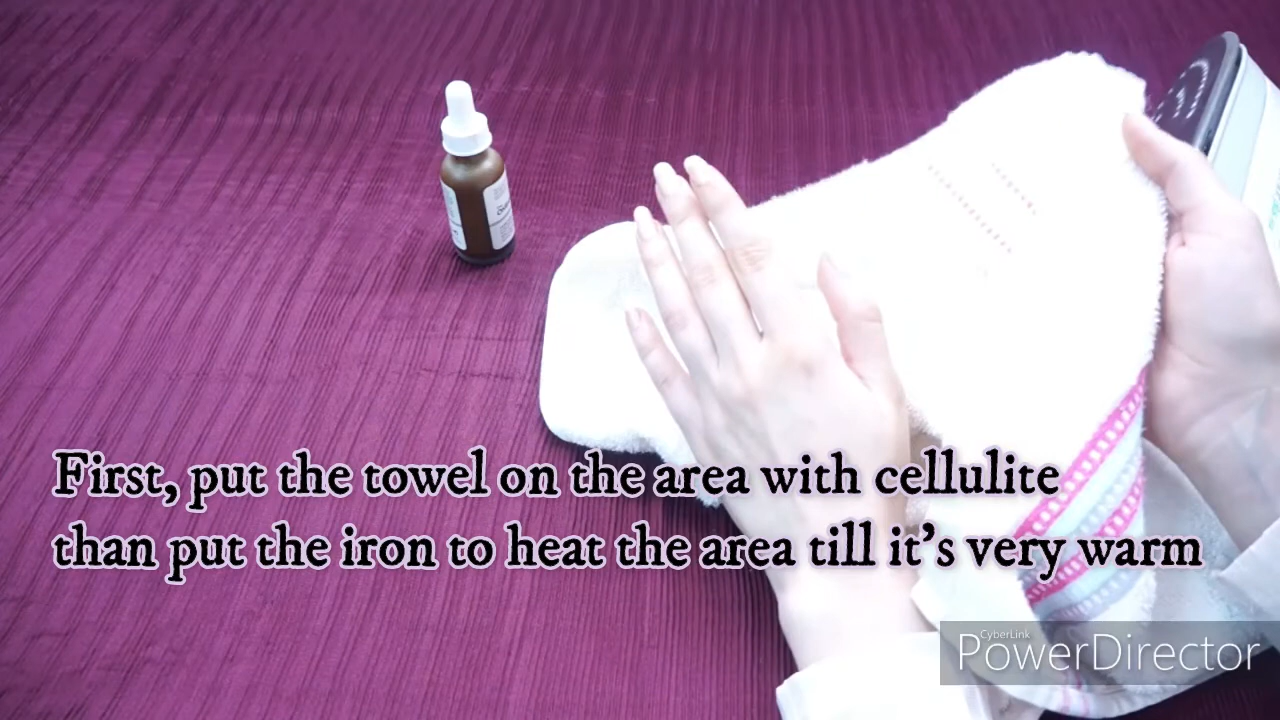 First, put the towel on the area with cellulite
than put the iron to heat the area till it's very warm
CyberLink
PowerDirector